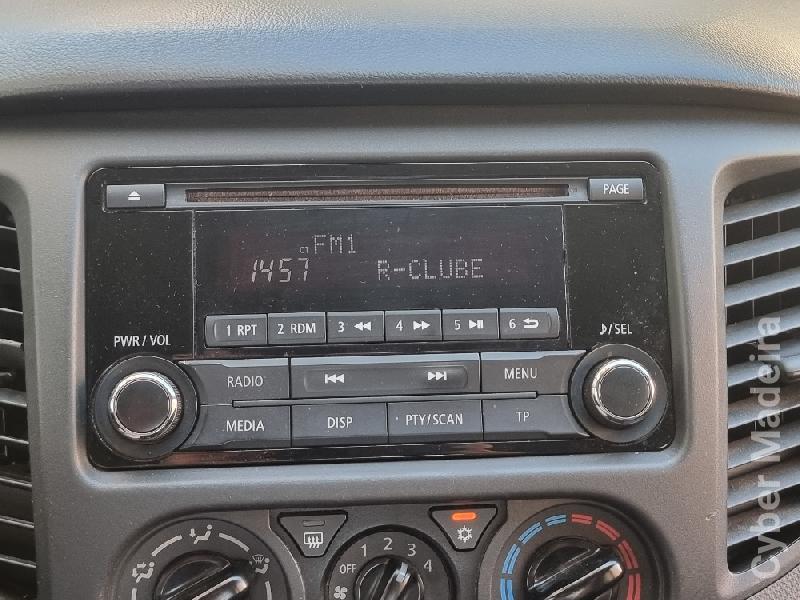 PAGE
CT FM1
1457 R-CLUBE
1 RPT 2 RDM 3 4 5 6
PWR/VOL
♪/SEL
RADIO MENU
MEDIA DISP PTY/SCAN TP
OFF 1 2 3 4
Cyber Madeira